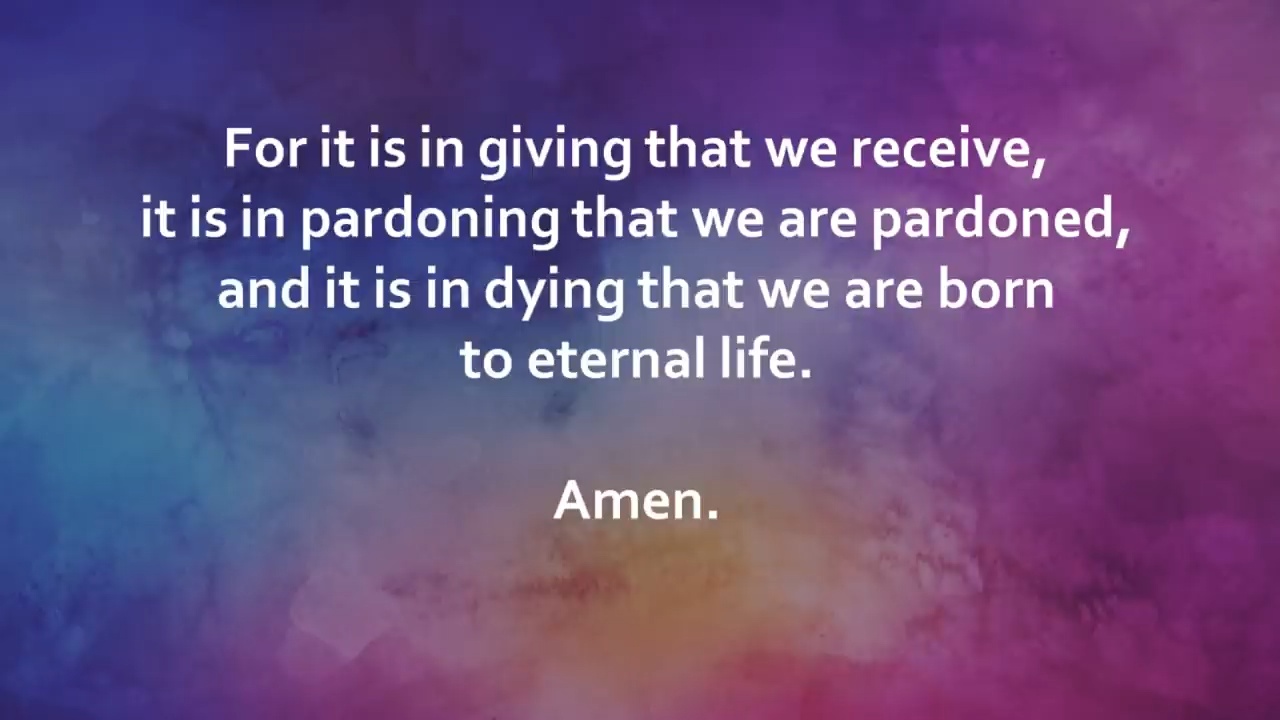 For it is in giving that we receive,
it is in pardoning that we are pardoned,
and it is in dying that we are born
to eternal life.
Amen.